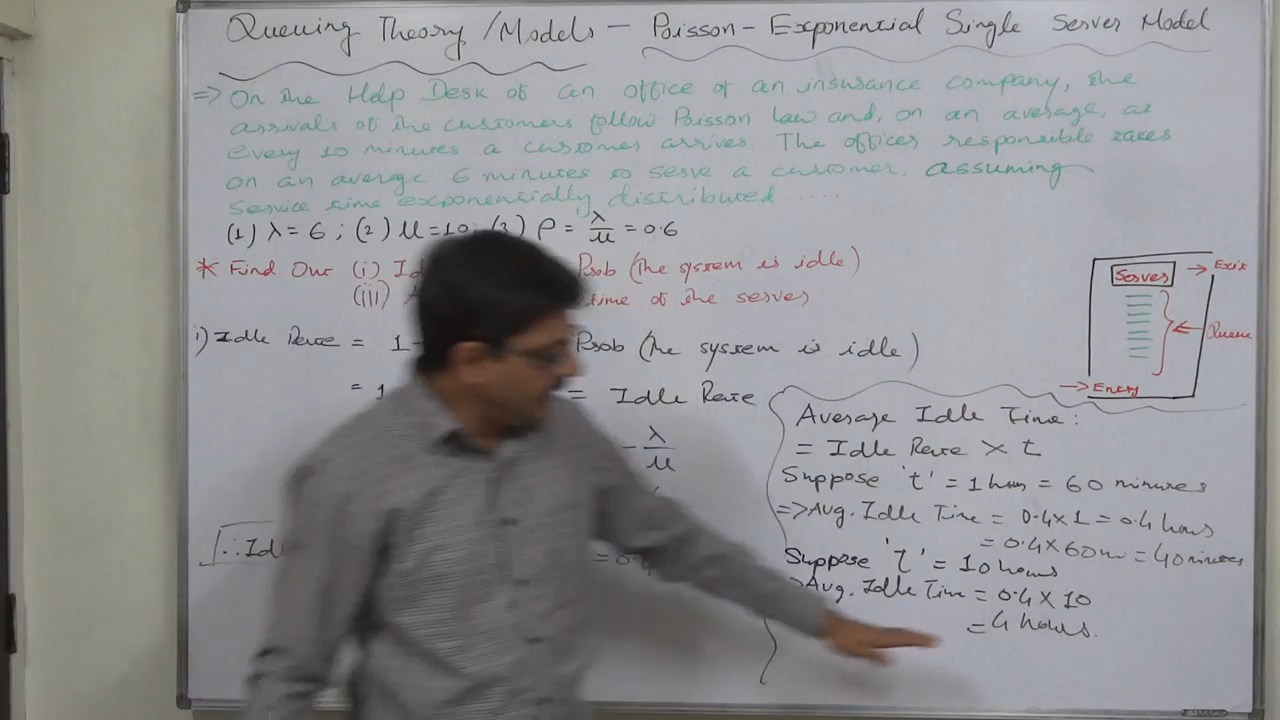 Queuing Theory/Models - Poisson-Exponential Single Server Model
=> On the Help Desk of an office of an insurance company, the
arrivals of the customers follow Poisson law and, on an average, at
every 10 minutes a customer arrives. The officer responsible takes
on an average 6 minutes to serve a customer, assuming
service time exponentially distributed.....
(1) λ = 6 ; (2) μ = 10; (3) ρ = λ/μ = 0.6
* Find Out (i) Prob (the system is idle)
(iii) time of the server
i) Idle Rate = 1 - Prob (the system is idle)
= 1 = Idle Rate
- λ/μ
∴ Idl = 0.4
Server → Exit
← Queue
→ Entry
Average Idle Time:
= Idle Rate × t
Suppose 't' = 1 hour = 60 minutes
=> Avg. Idle Time = 0.4×1 = 0.4 hours
= 0.4×60m = 40 minutes
Suppose 't' = 10 hours
Avg. Idle Time = 0.4 × 10
= 4 hours.